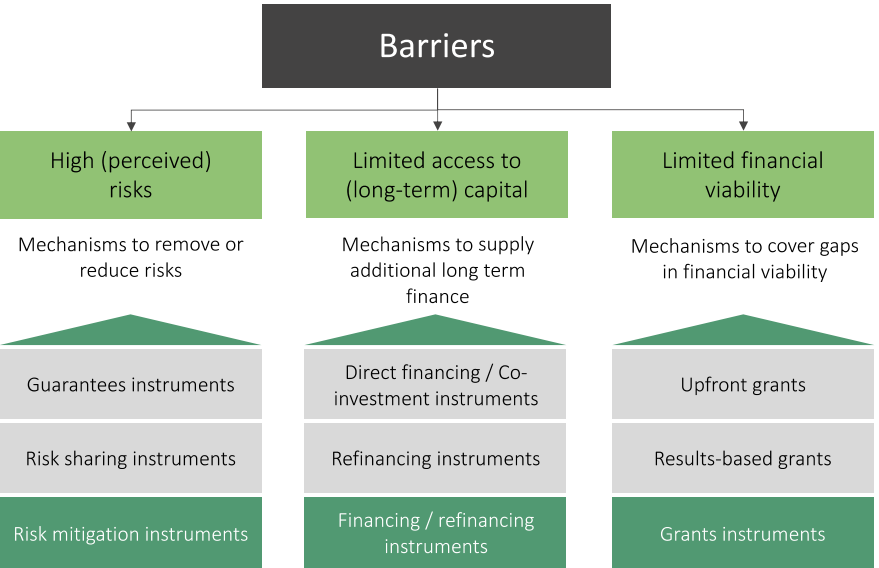 Barriers
High (perceived)
risks
Limited access to
(long-term) capital
Limited financial
viability
Mechanisms to remove or
reduce risks
Mechanisms to supply
additional long term
finance
Mechanisms to cover gaps
in financial viability
Guarantees instruments
Direct financing / Co-
investment instruments
Upfront grants
Risk sharing instruments
Refinancing instruments
Results-based grants
Risk mitigation instruments
Financing / refinancing
instruments
Grants instruments